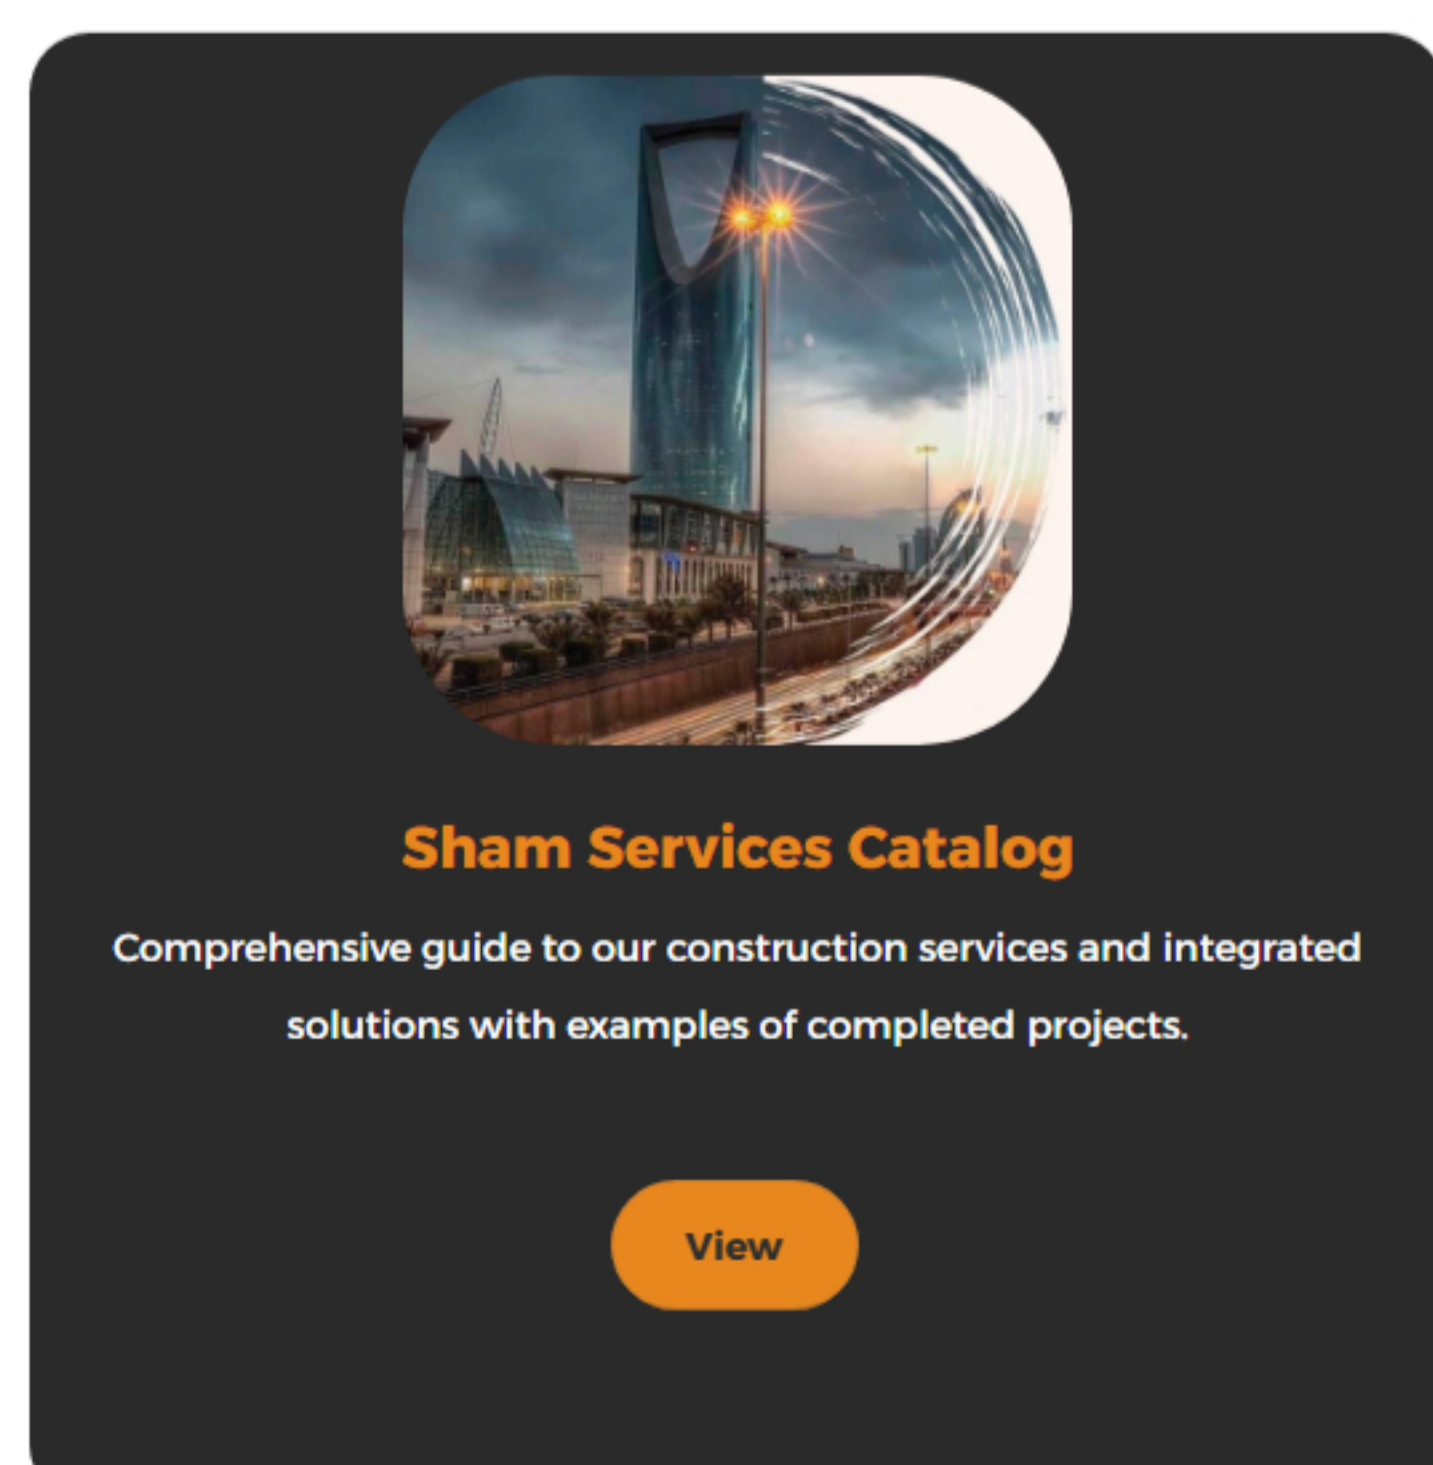 Sham Services Catalog
Comprehensive guide to our construction services and integrated
solutions with examples of completed projects.
View